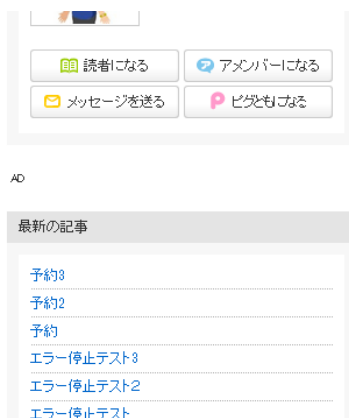 読者になる アメンバーになる
メッセージを送る ピグともになる
AD
最新の記事
予約3
予約2
予約
エラー停止テスト3
エラー停止テスト2
エラー停止テスト